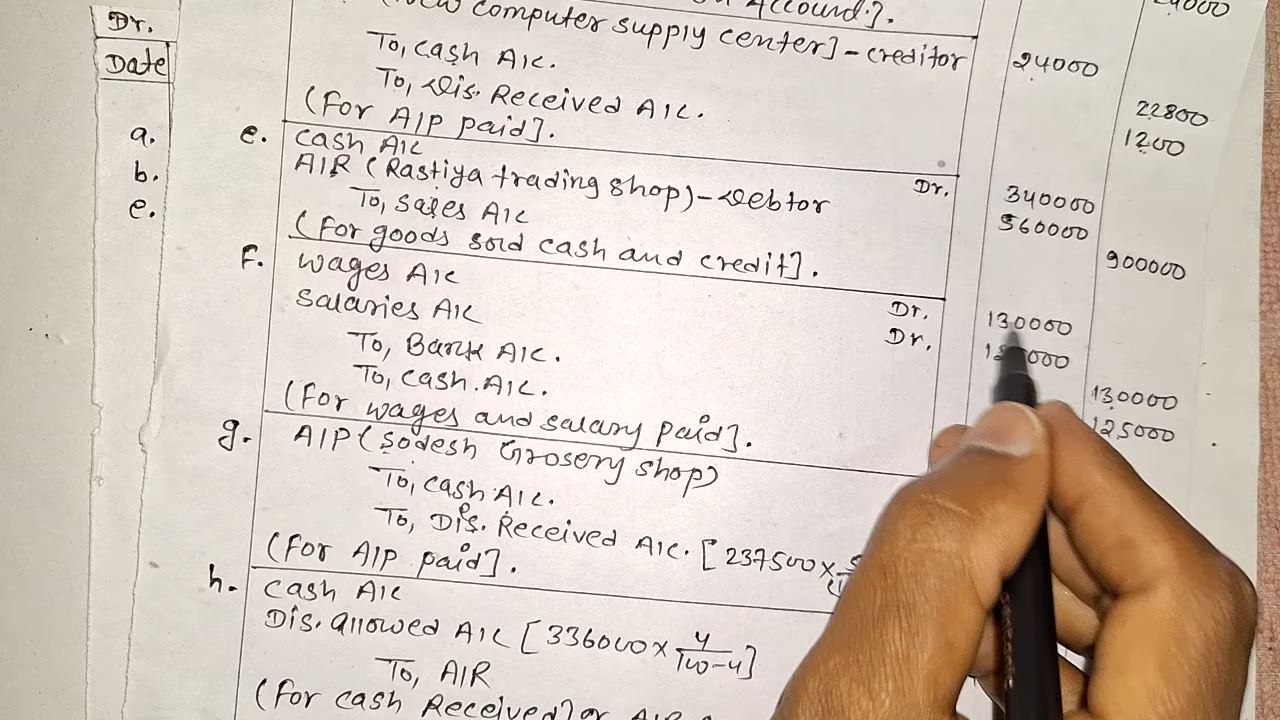 Account].
24000
Dr.
computer supply center] - creditor 24000
Date
To, cash A/c.
22800
To, Dis. Received A/c.
1200
(For A/P paid].
a.
e. cash A/c Dr. 340000
b.
A/R (Rastiya trading shop) - Debtor 560000
e.
To, sales A/c 900000
(For goods sold cash and credit].
F. wages A/c Dr. 130000
salaries A/c Dr.
To, Bank A/c. 130000
To, cash A/c. 125000
(For wages and salary paid].
g. A/P (Sodesh Grosery shop)
To, cash A/c.
To, Dis. Received A/c. [237500 ×
(For A/P paid].
h. cash A/c
Dis. allowed A/c [336000 × 4/100-4]
To, A/R
(For cash Received]